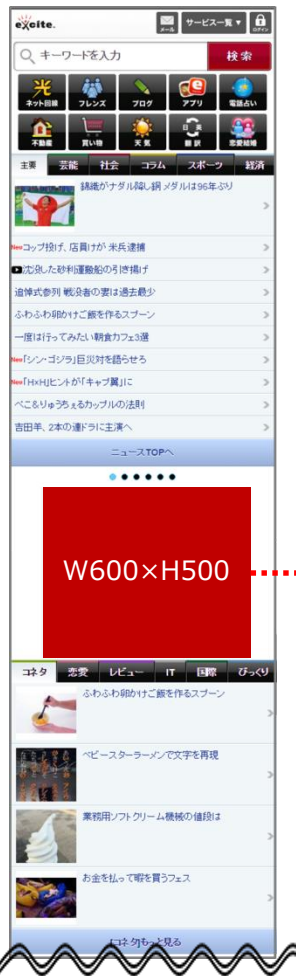 excite.
メール
サービス一覧▼
ログイン
キーワードを入力
検索
光
ネット回線
フレンズ
ブログ
アプリ
電話占い
不動産
買い物
天気
翻訳
恋愛結婚
主要 芸能 社会 コラム スポーツ 経済
錦織がナダル降し銅 メダルは96年ぶり
Newコップ投げ、店員けが 米兵逮捕
沈没した砂利運搬船の引き揚げ
追悼式参列 戦没者の妻は過去最少
ふわふわ卵かけご飯を作るスプーン
一度は行ってみたい朝食カフェ3選
New「シン・ゴジラ」巨災対を語らせろ
New「H×H」ヒントが「キャプ翼」に
ぺこ&りゅうちぇるカップルの法則
吉田羊、2本の連ドラに主演へ
ニュースTOPへ
W600×H500
コネタ 恋愛 レビュー IT 国際 びっくり
ふわふわ卵かけご飯を作るスプーン
ベビースターラーメンで文字を再現
業務用ソフトクリーム機械の値段は
お金を払って暇を買うフェス
コネタをもっと見る